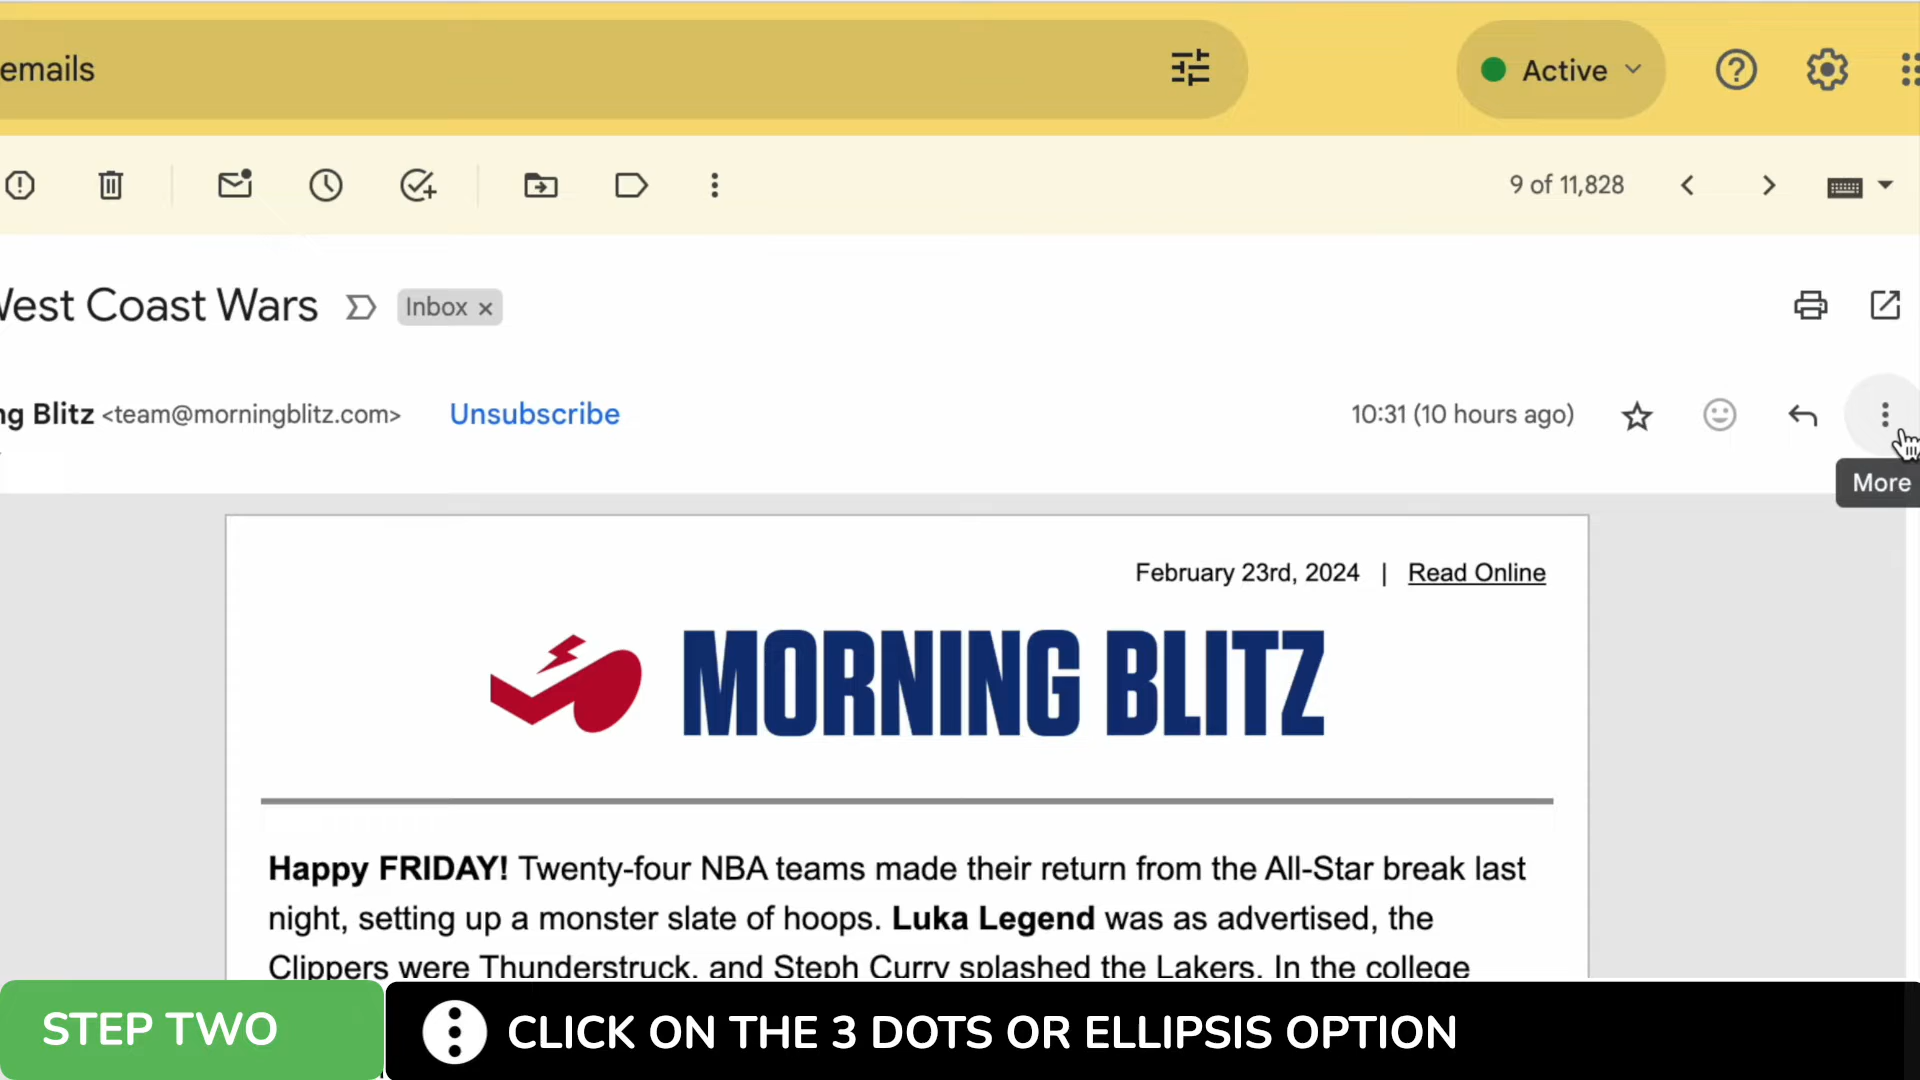 emails
Active
9 of 11,828
West Coast Wars
Inbox
ng Blitz <team@morningblitz.com> Unsubscribe
10:31 (10 hours ago)
More
February 23rd, 2024 | Read Online
MORNING BLITZ
Happy FRIDAY! Twenty-four NBA teams made their return from the All-Star break last
night, setting up a monster slate of hoops. Luka Legend was as advertised, the
Clippers were Thunderstruck, and Steph Curry splashed the Lakers. In the college
STEP TWO
CLICK ON THE 3 DOTS OR ELLIPSIS OPTION